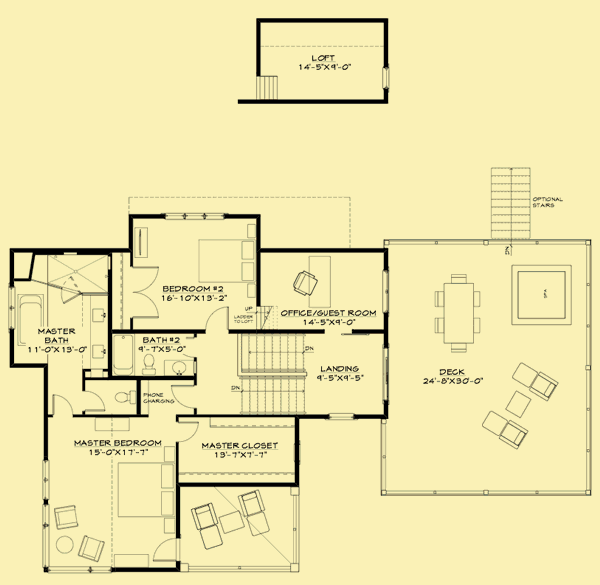 LOFT
14'-5"X9'-0"
OPTIONAL
STAIRS
DN
BEDROOM #2
16'-10"X13'-2"
UP
LADDER
TO LOFT
OFFICE/GUEST ROOM
14'-5"X9'-0"
SPA
MASTER
BATH
11'-0"X13'-0"
BATH #2
9'-7"X5'-0"
LANDING
9'-5"X9'-5"
DN
DN
DECK
24'-8"X30'-0"
PHONE
CHARGING
MASTER BEDROOM
15'-0"X17'-7"
MASTER CLOSET
13'-7"X7'-7"